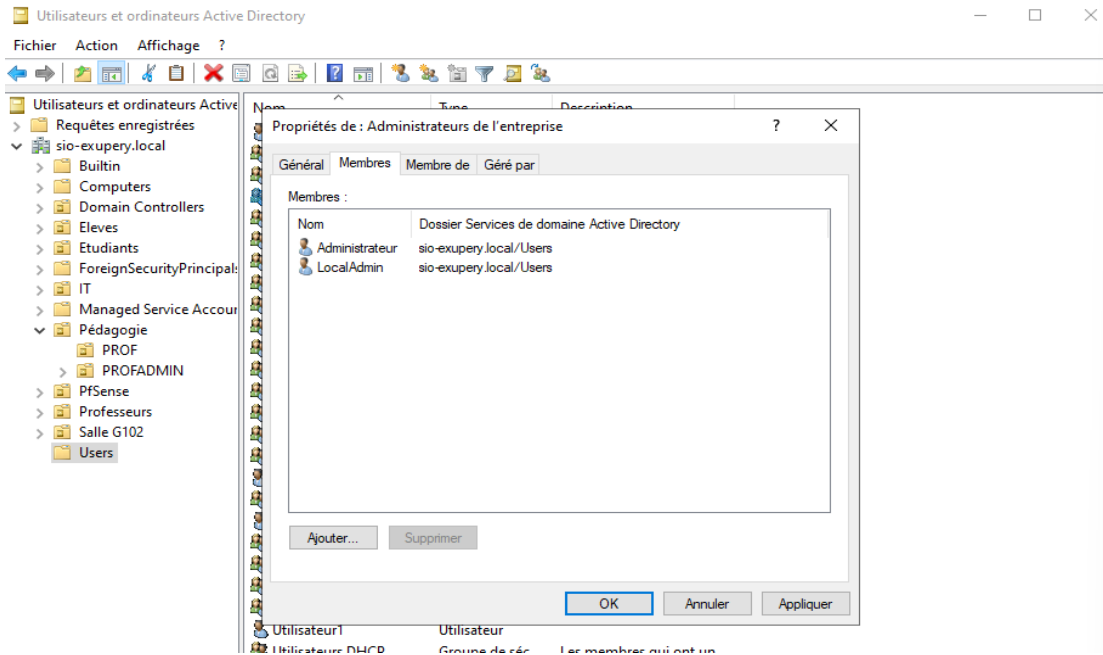 Utilisateurs et ordinateurs Active Directory
Fichier Action Affichage ?
Utilisateurs et ordinateurs Active
Requêtes enregistrées
sio-exupery.local
Builtin
Computers
Domain Controllers
Eleves
Etudiants
ForeignSecurityPrincipals
IT
Managed Service Accour
Pédagogie
PROF
PROFADMIN
PfSense
Professeurs
Salle G102
Users
Nom Type Description
Propriétés de : Administrateurs de l'entreprise ?
Général Membres Membre de Géré par
Membres :
Nom Dossier Services de domaine Active Directory
Administrateur sio-exupery.local/Users
LocalAdmin sio-exupery.local/Users
Ajouter... Supprimer
OK Annuler Appliquer
Utilisateur1 Utilisateur
Utilisateurs DHCP Groupe de séc... Les membres qui ont un...